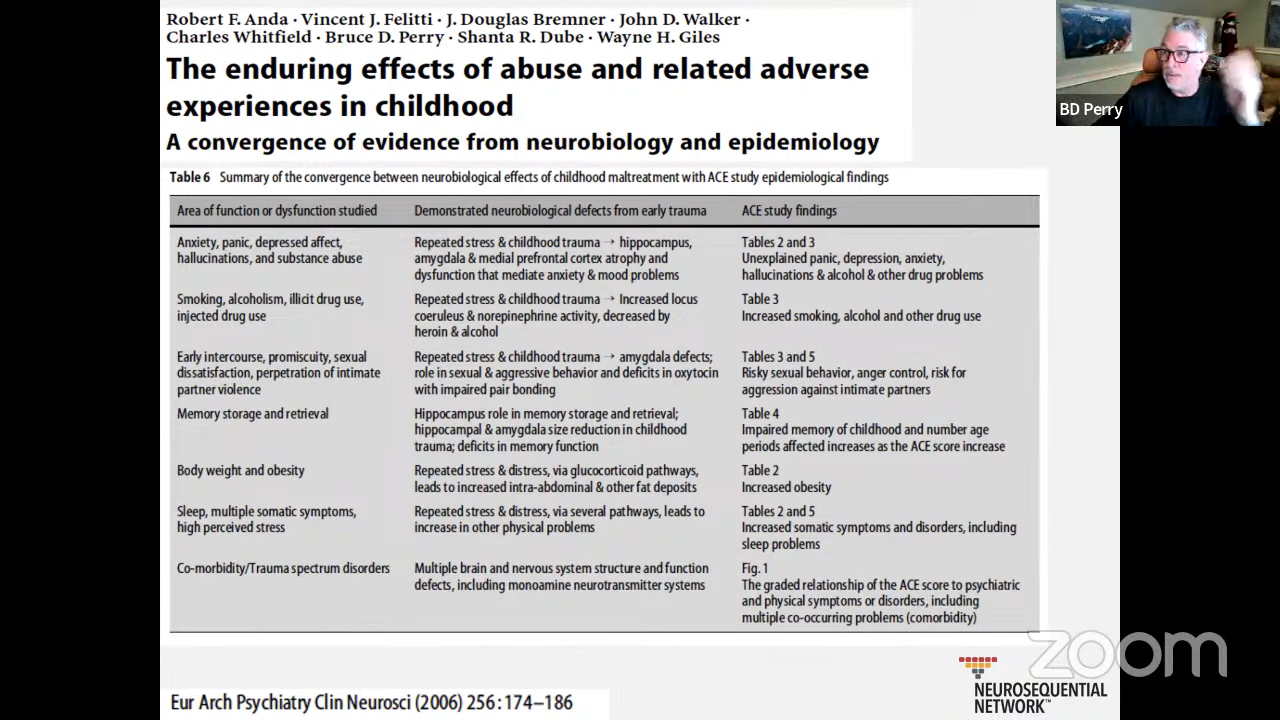 Robert F. Anda · Vincent J. Felitti · J. Douglas Bremner · John D. Walker ·
Charles Whitfield · Bruce D. Perry · Shanta R. Dube · Wayne H. Giles
The enduring effects of abuse and related adverse
experiences in childhood
A convergence of evidence from neurobiology and epidemiology
BD Perry
Table 6 Summary of the convergence between neurobiological effects of childhood maltreatment with ACE study epidemiological findings
Area of function or dysfunction studied
Demonstrated neurobiological defects from early trauma
ACE study findings
Anxiety, panic, depressed affect,
hallucinations, and substance abuse
Repeated stress & childhood trauma → hippocampus,
amygdala & medial prefrontal cortex atrophy and
dysfunction that mediate anxiety & mood problems
Tables 2 and 3
Unexplained panic, depression, anxiety,
hallucinations & alcohol & other drug problems
Smoking, alcoholism, illicit drug use,
injected drug use
Repeated stress & childhood trauma → Increased locus
coeruleus & norepinephrine activity, decreased by
heroin & alcohol
Table 3
Increased smoking, alcohol and other drug use
Early intercourse, promiscuity, sexual
dissatisfaction, perpetration of intimate
partner violence
Repeated stress & childhood trauma → amygdala defects;
role in sexual & aggressive behavior and deficits in oxytocin
with impaired pair bonding
Tables 3 and 5
Risky sexual behavior, anger control, risk for
aggression against intimate partners
Memory storage and retrieval
Hippocampus role in memory storage and retrieval;
hippocampal & amygdala size reduction in childhood
trauma; deficits in memory function
Table 4
Impaired memory of childhood and number age
periods affected increases as the ACE score increase
Body weight and obesity
Repeated stress & distress, via glucocorticoid pathways,
leads to increased intra-abdominal & other fat deposits
Table 2
Increased obesity
Sleep, multiple somatic symptoms,
high perceived stress
Repeated stress & distress, via several pathways, leads to
increase in other physical problems
Tables 2 and 5
Increased somatic symptoms and disorders, including
sleep problems
Co-morbidity/Trauma spectrum disorders
Multiple brain and nervous system structure and function
defects, including monoamine neurotransmitter systems
Fig. 1
The graded relationship of the ACE score to psychiatric
and physical symptoms or disorders, including
multiple co-occurring problems (comorbidity)
zoom
NEUROSEQUENTIAL
NETWORK™
Eur Arch Psychiatry Clin Neurosci (2006) 256:174–186